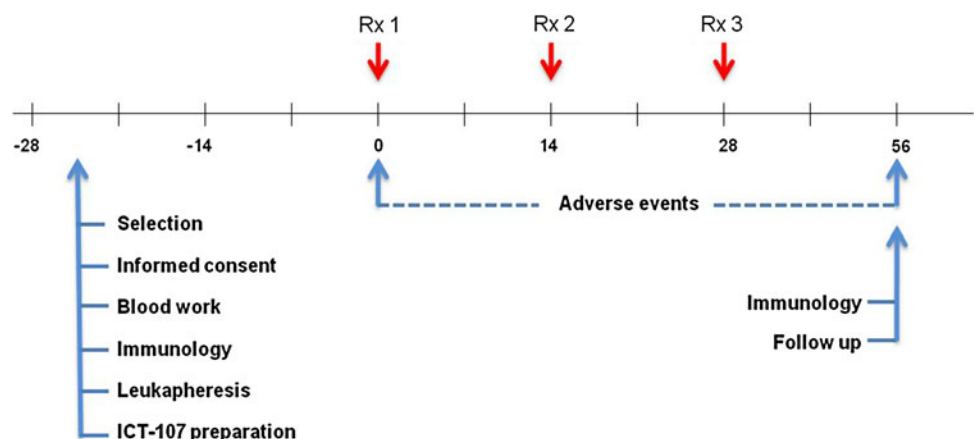 Rx 1 Rx 2 Rx 3
-28 -14 0 14 28 56
Adverse events
Selection
Informed consent
Blood work
Immunology
Leukapheresis
ICT-107 preparation
Immunology
Follow up